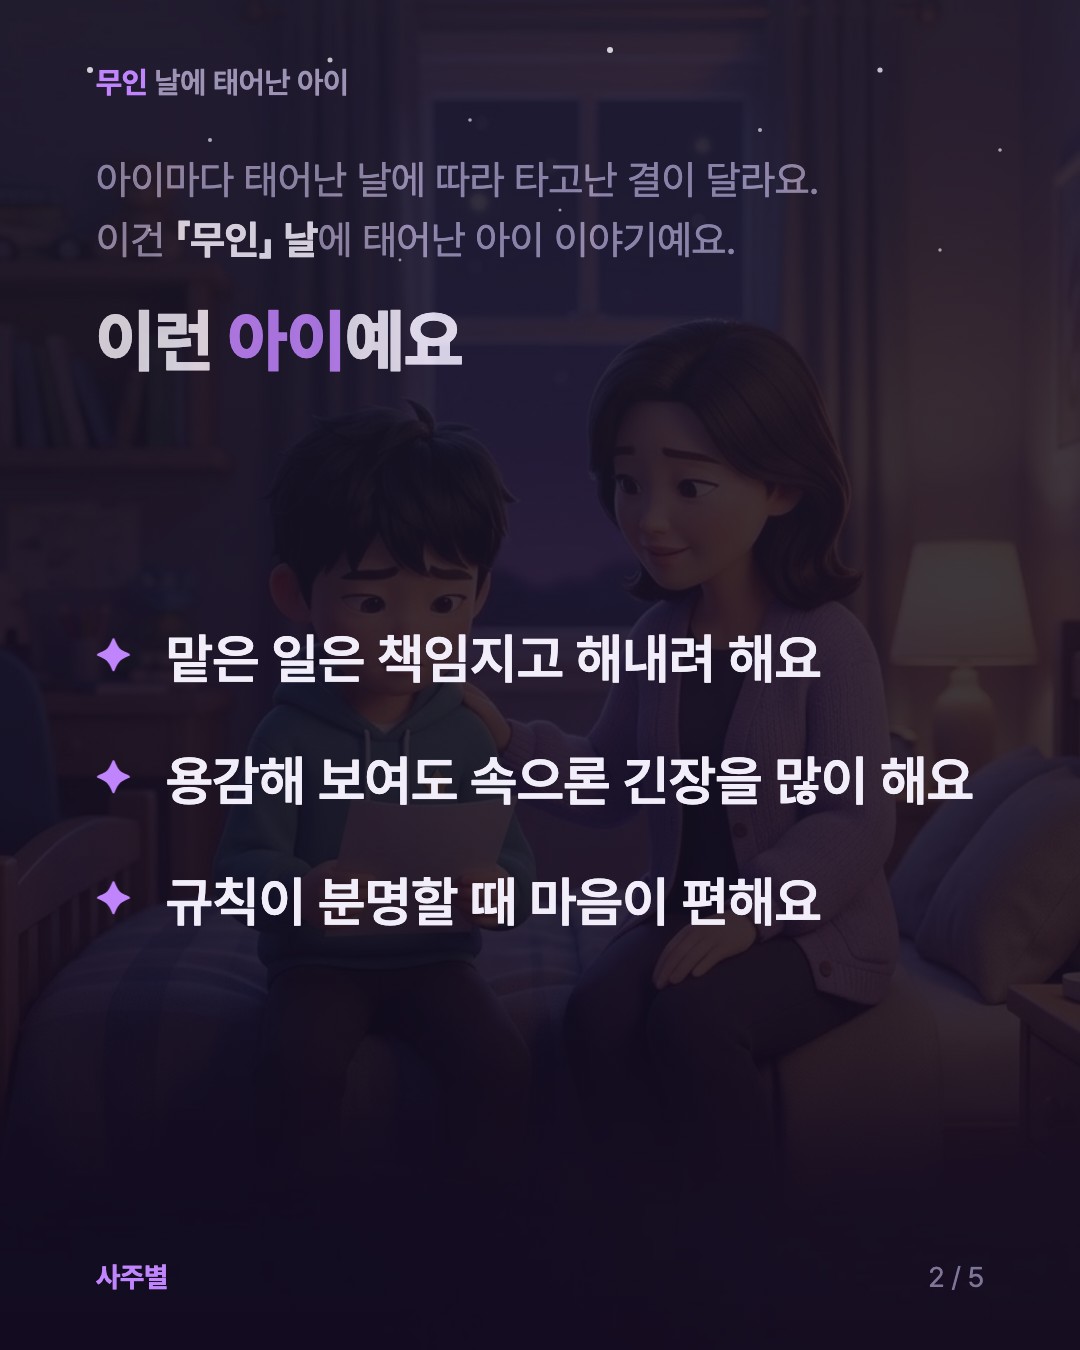 무인 날에 태어난 아이
아이마다 태어난 날에 따라 타고난 결이 달라요.
이건 「무인」 날에 태어난 아이 이야기예요.
이런 아이예요
맡은 일은 책임지고 해내려 해요
용감해 보여도 속으론 긴장을 많이 해요
규칙이 분명할 때 마음이 편해요
사주별
2 / 5